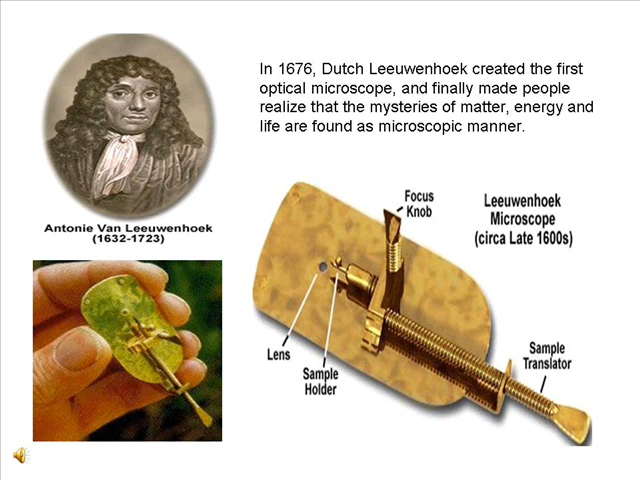 In 1676, Dutch Leeuwenhoek created the first
optical microscope, and finally made people
realize that the mysteries of matter, energy and
life are found as microscopic manner.
Antonie Van Leeuwenhoek
(1632-1723)
Focus
Knob
Leeuwenhoek
Microscope
(circa Late 1600s)
Lens
Sample
Holder
Sample
Translator